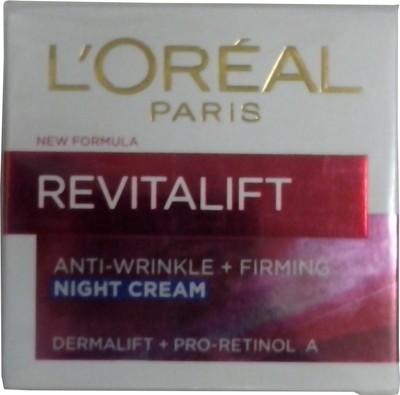 L'ORÉAL
PARIS
NEW FORMULA
REVITALIFT
ANTI-WRINKLE + FIRMING
NIGHT CREAM
DERMALIFT + PRO-RETINOL A